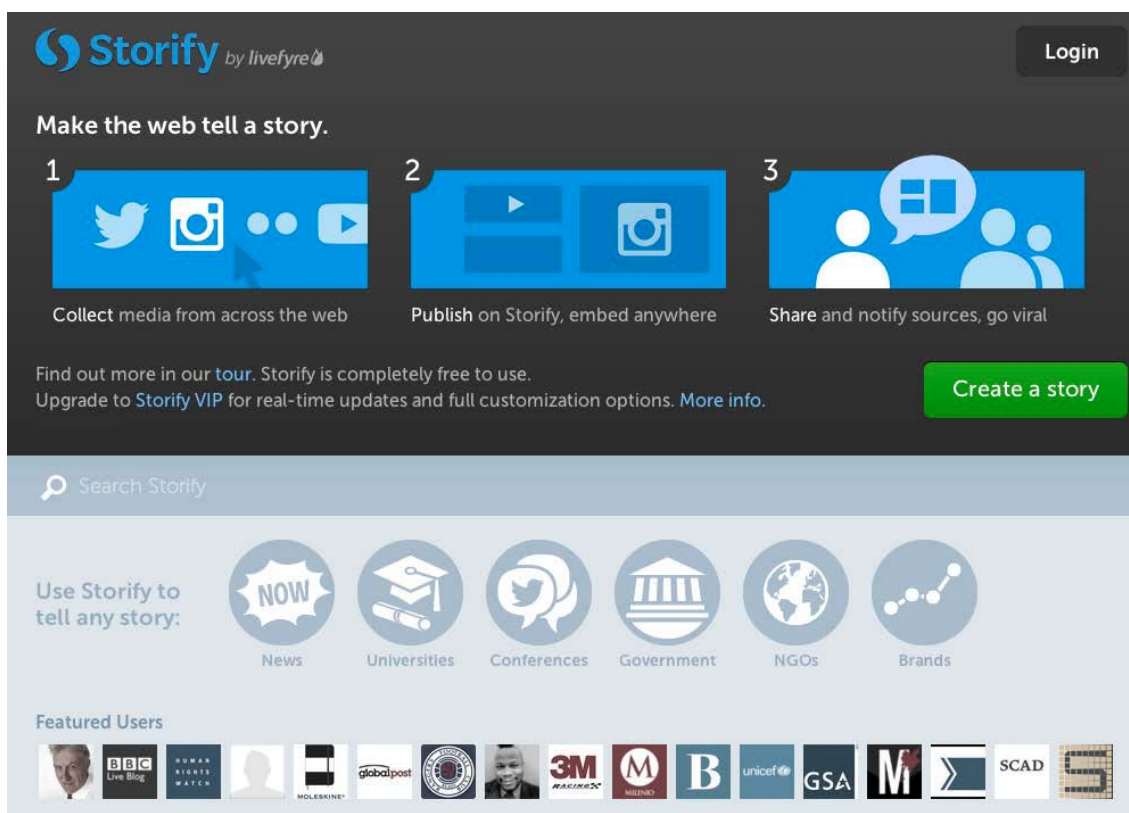 Storify by livefyre
Login
Make the web tell a story.
1
2
3
Collect media from across the web
Publish on Storify, embed anywhere
Share and notify sources, go viral
Find out more in our tour. Storify is completely free to use.
Upgrade to Storify VIP for real-time updates and full customization options. More info.
Create a story
Search Storify
Use Storify to
tell any story:
NOW
News
Universities
Conferences
Government
NGOs
Brands
Featured Users
BBC
Live Blog
HUMAN
RIGHTS
WATCH
MOLESKINE
globalpost
3M
RACING
M
MILENIO
B
unicef
GSA
M
SCAD